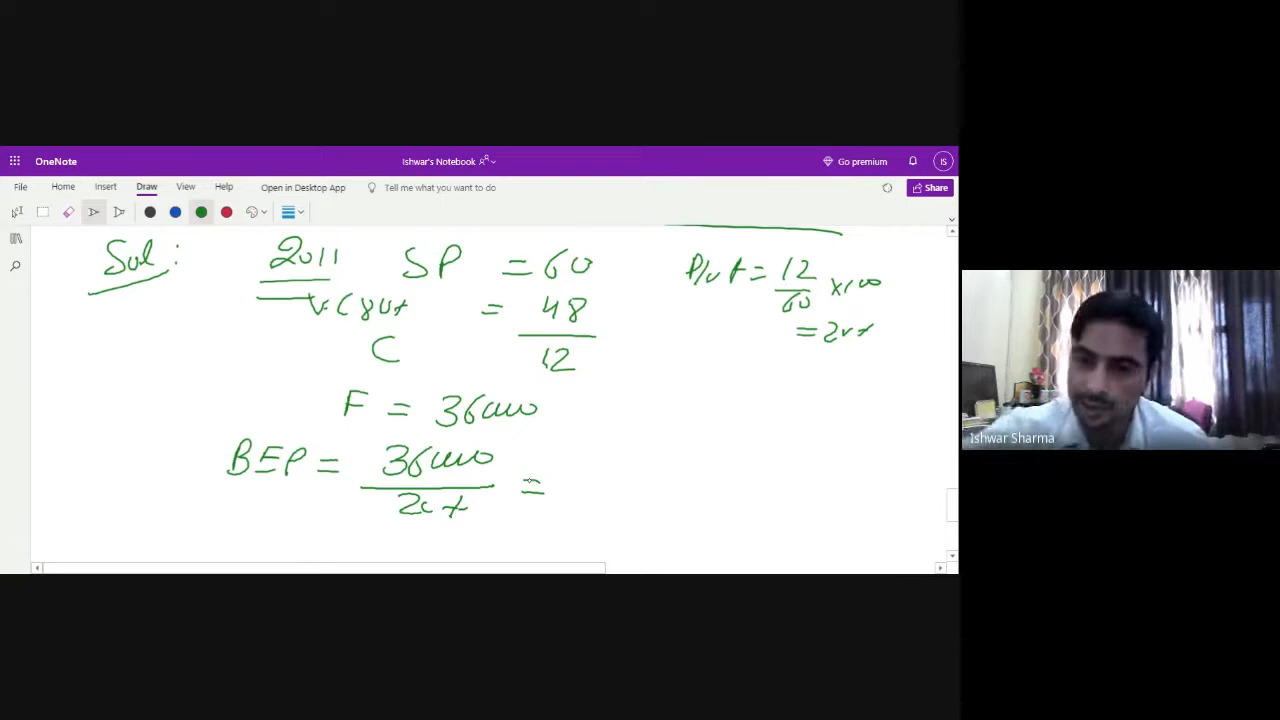 OneNote
Ishwar's Notebook
Go premium
IS
File Home Insert Draw View Help Open in Desktop App Tell me what you want to do
Share
Sol : 2011 SP = 60
P/V = 12/60 × 100
V.C 80% = 48
= 20%
C 12
F = 36000
BEP = 36000/20% =
Ishwar Sharma